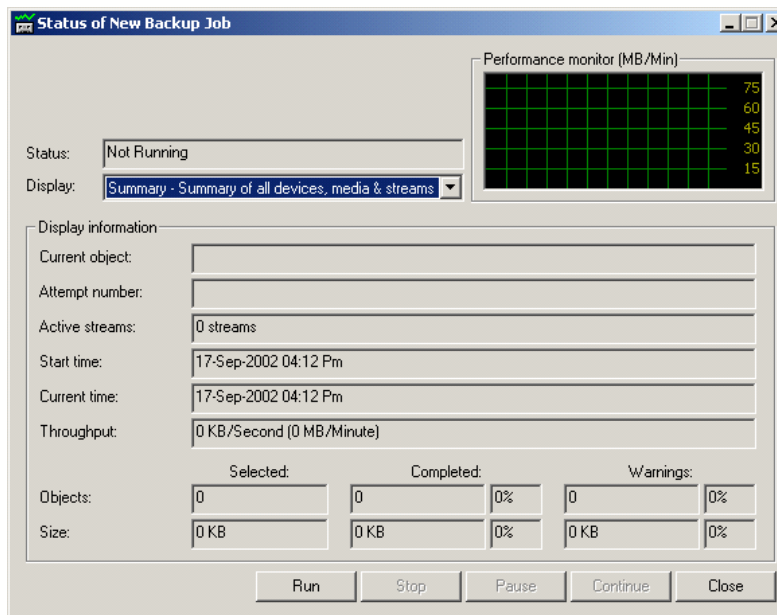 Status of New Backup Job
Performance monitor (MB/Min)
75
60
45
30
15
Status: Not Running
Display: Summary - Summary of all devices, media & streams
Display information
Current object:
Attempt number:
Active streams: 0 streams
Start time: 17-Sep-2002 04:12 Pm
Current time: 17-Sep-2002 04:12 Pm
Throughput: 0 KB/Second (0 MB/Minute)
Selected: Completed: Warnings:
Objects: 0 0 0% 0 0%
Size: 0 KB 0 KB 0% 0 KB 0%
Run Stop Pause Continue Close